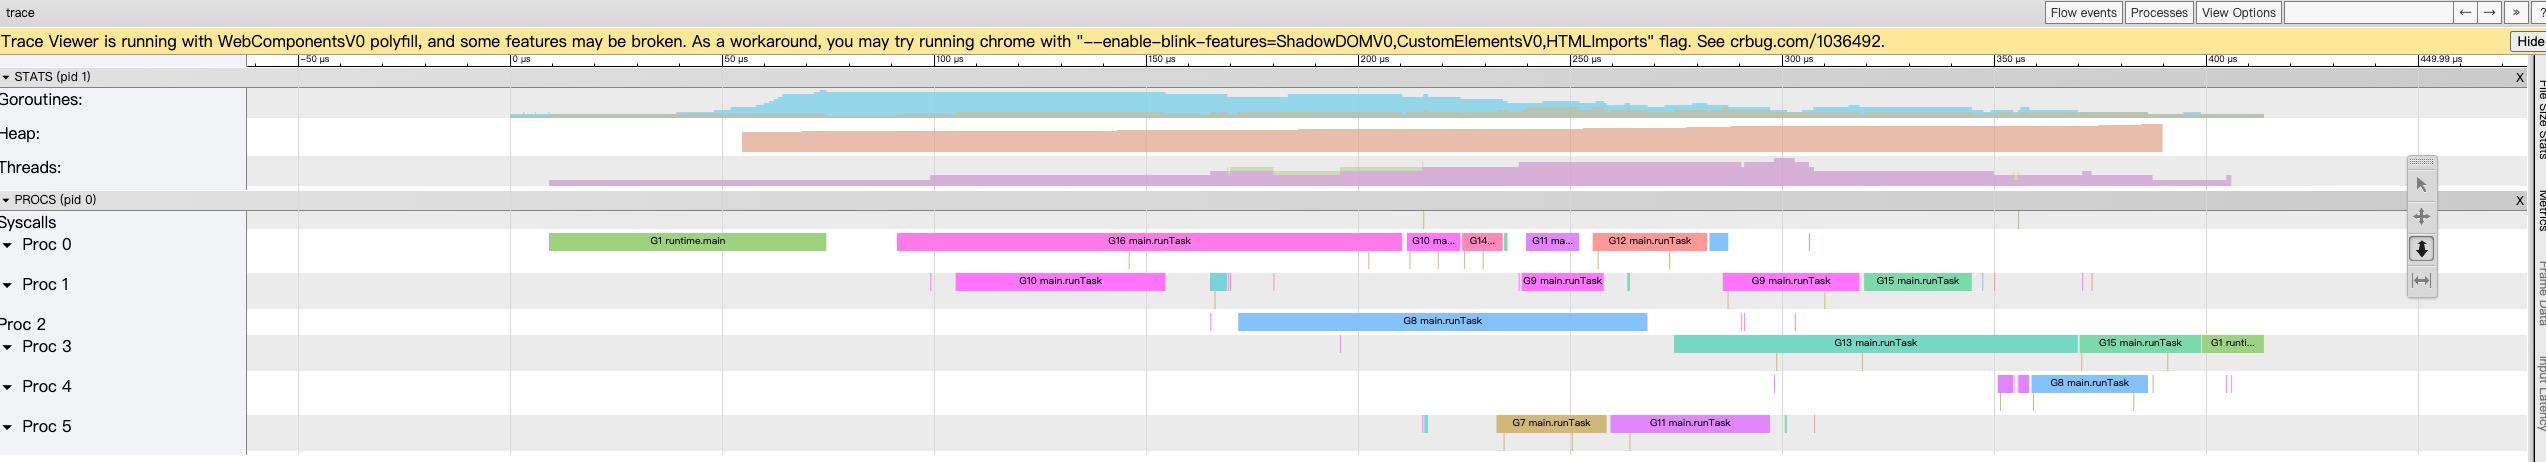 trace Flow events Processes View Options ← → » ?
Trace Viewer is running with WebComponentsV0 polyfill, and some features may be broken. As a workaround, you may try running chrome with "--enable-blink-features=ShadowDOMV0,CustomElementsV0,HTMLImports" flag. See crbug.com/1036492. Hide
-50 µs 0 µs 50 µs 100 µs 150 µs 200 µs 250 µs 300 µs 350 µs 400 µs 449.99 µs
STATS (pid 1) X
Goroutines:
Heap:
Threads:
PROCS (pid 0) X
Syscalls
Proc 0 G1 runtime.main G16 main.runTask G10 ma... G14... G11 ma... G12 main.runTask
Proc 1 G10 main.runTask G9 main.runTask G9 main.runTask G15 main.runTask
Proc 2 G8 main.runTask
Proc 3 G13 main.runTask G15 main.runTask G1 runti...
Proc 4 G8 main.runTask
Proc 5 G7 main.runTask G11 main.runTask
File Size Stats
Metrics
Frame Data
Input Latency